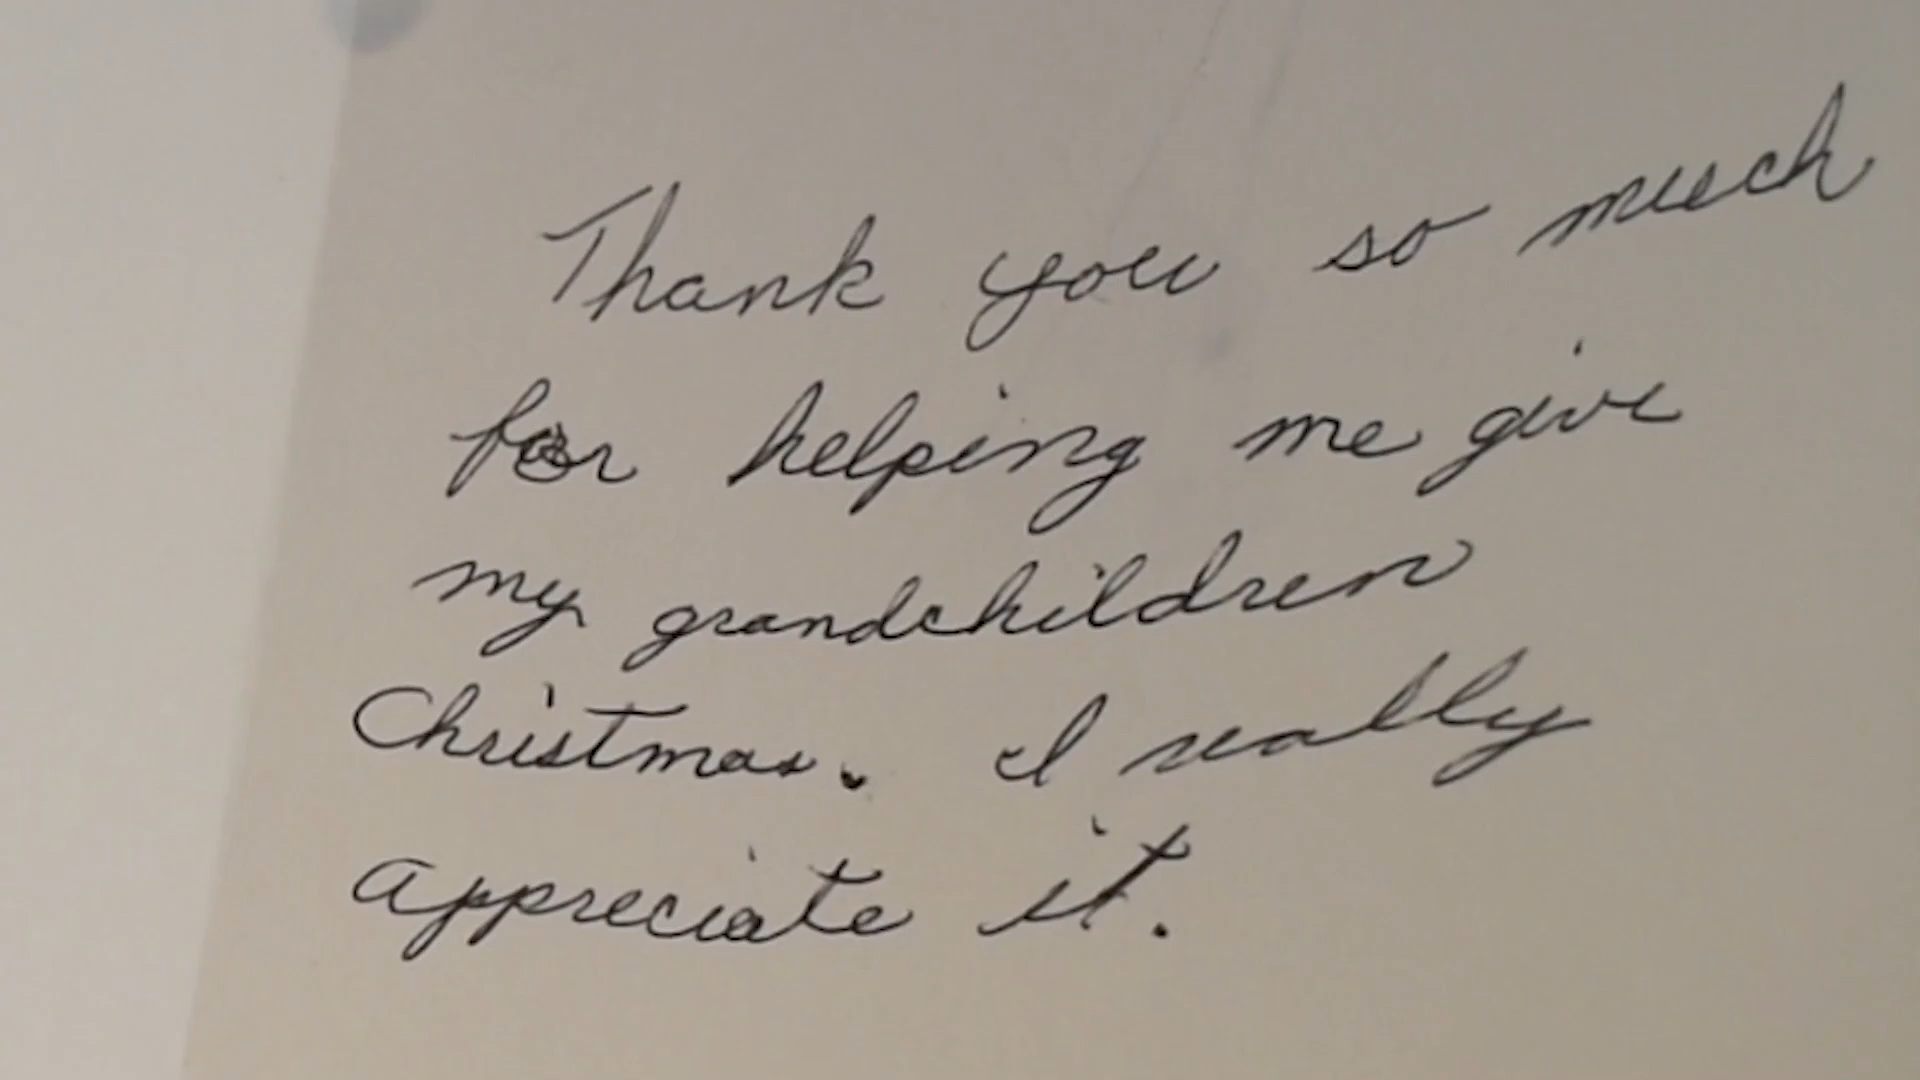 Thank you so much
for helping me give
my grandchildren
Christmas. I really
appreciate it.